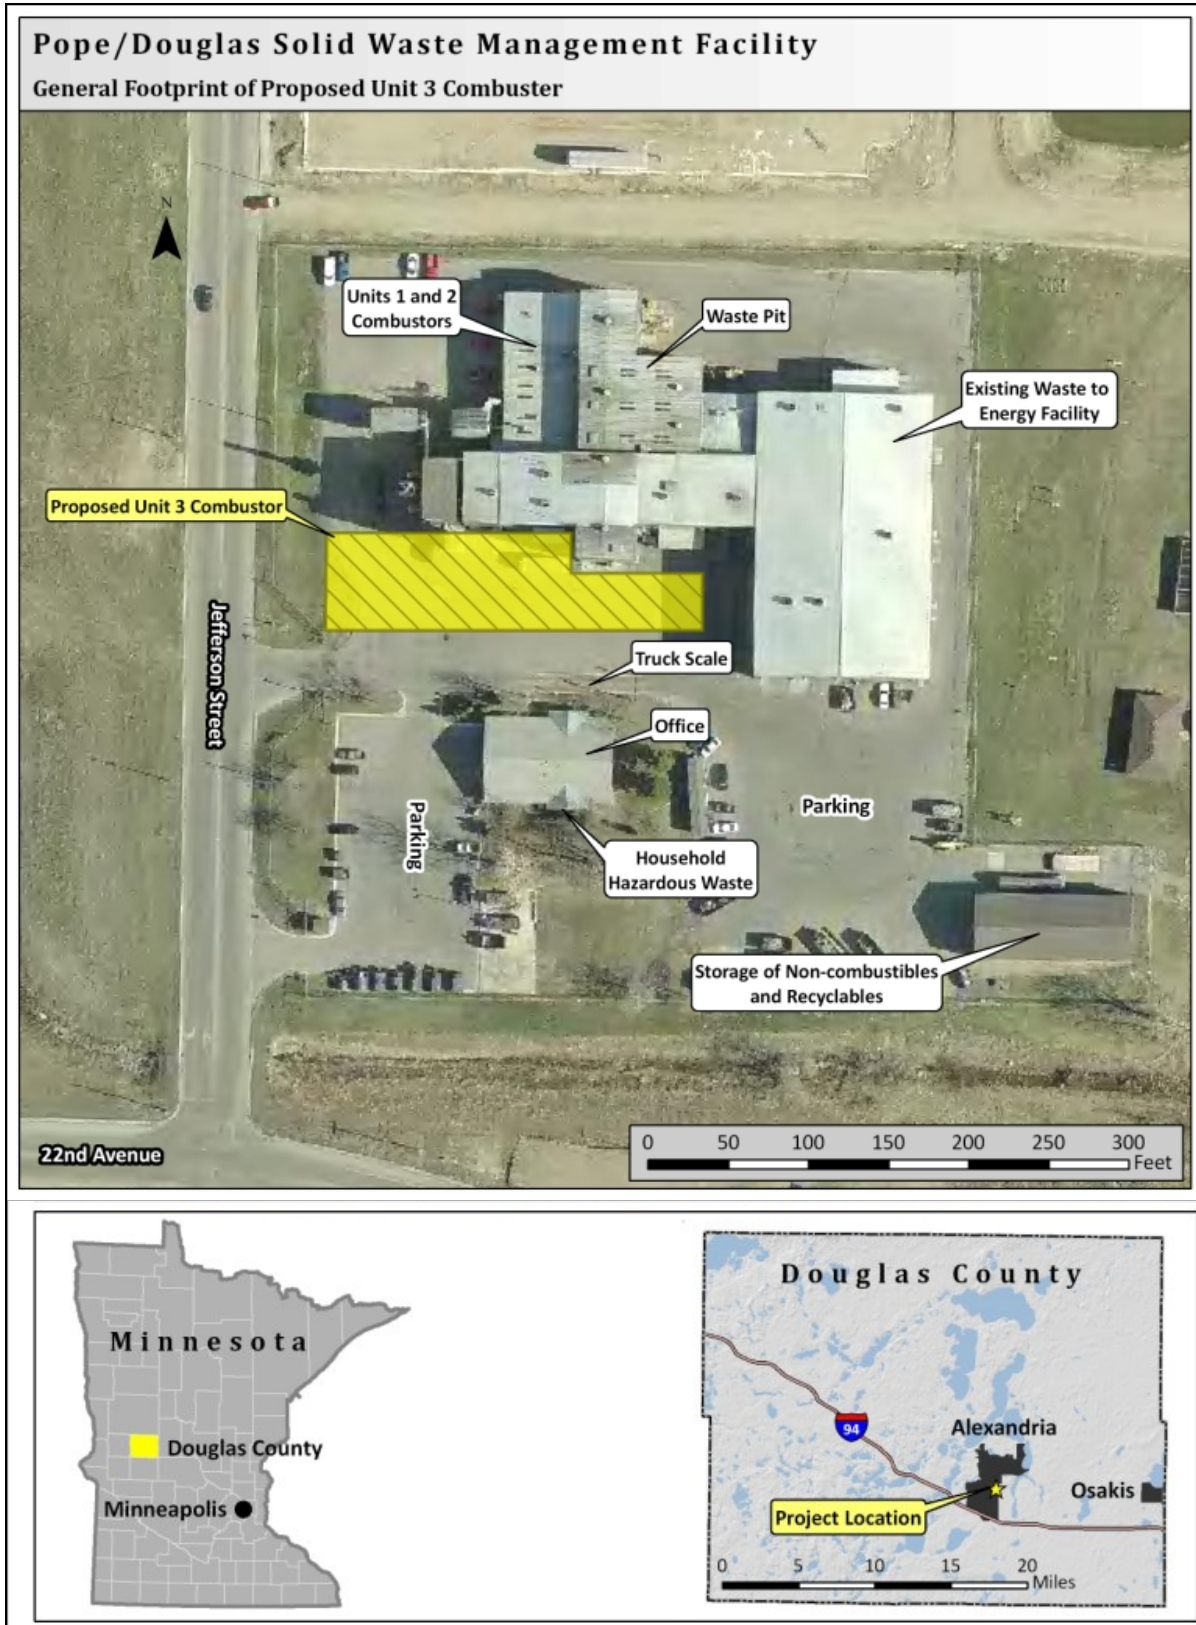 Pope/Douglas Solid Waste Management Facility
General Footprint of Proposed Unit 3 Combuster
N
Units 1 and 2
Combustors
Waste Pit
Existing Waste to
Energy Facility
Proposed Unit 3 Combustor
Jefferson Street
Truck Scale
Office
Parking
Parking
Household
Hazardous Waste
Storage of Non-combustibles
and Recyclables
22nd Avenue
0 50 100 150 200 250 300
Feet
Minnesota
Douglas County
Minneapolis
Douglas County
94
Alexandria
Osakis
Project Location
0 5 10 15 20
Miles